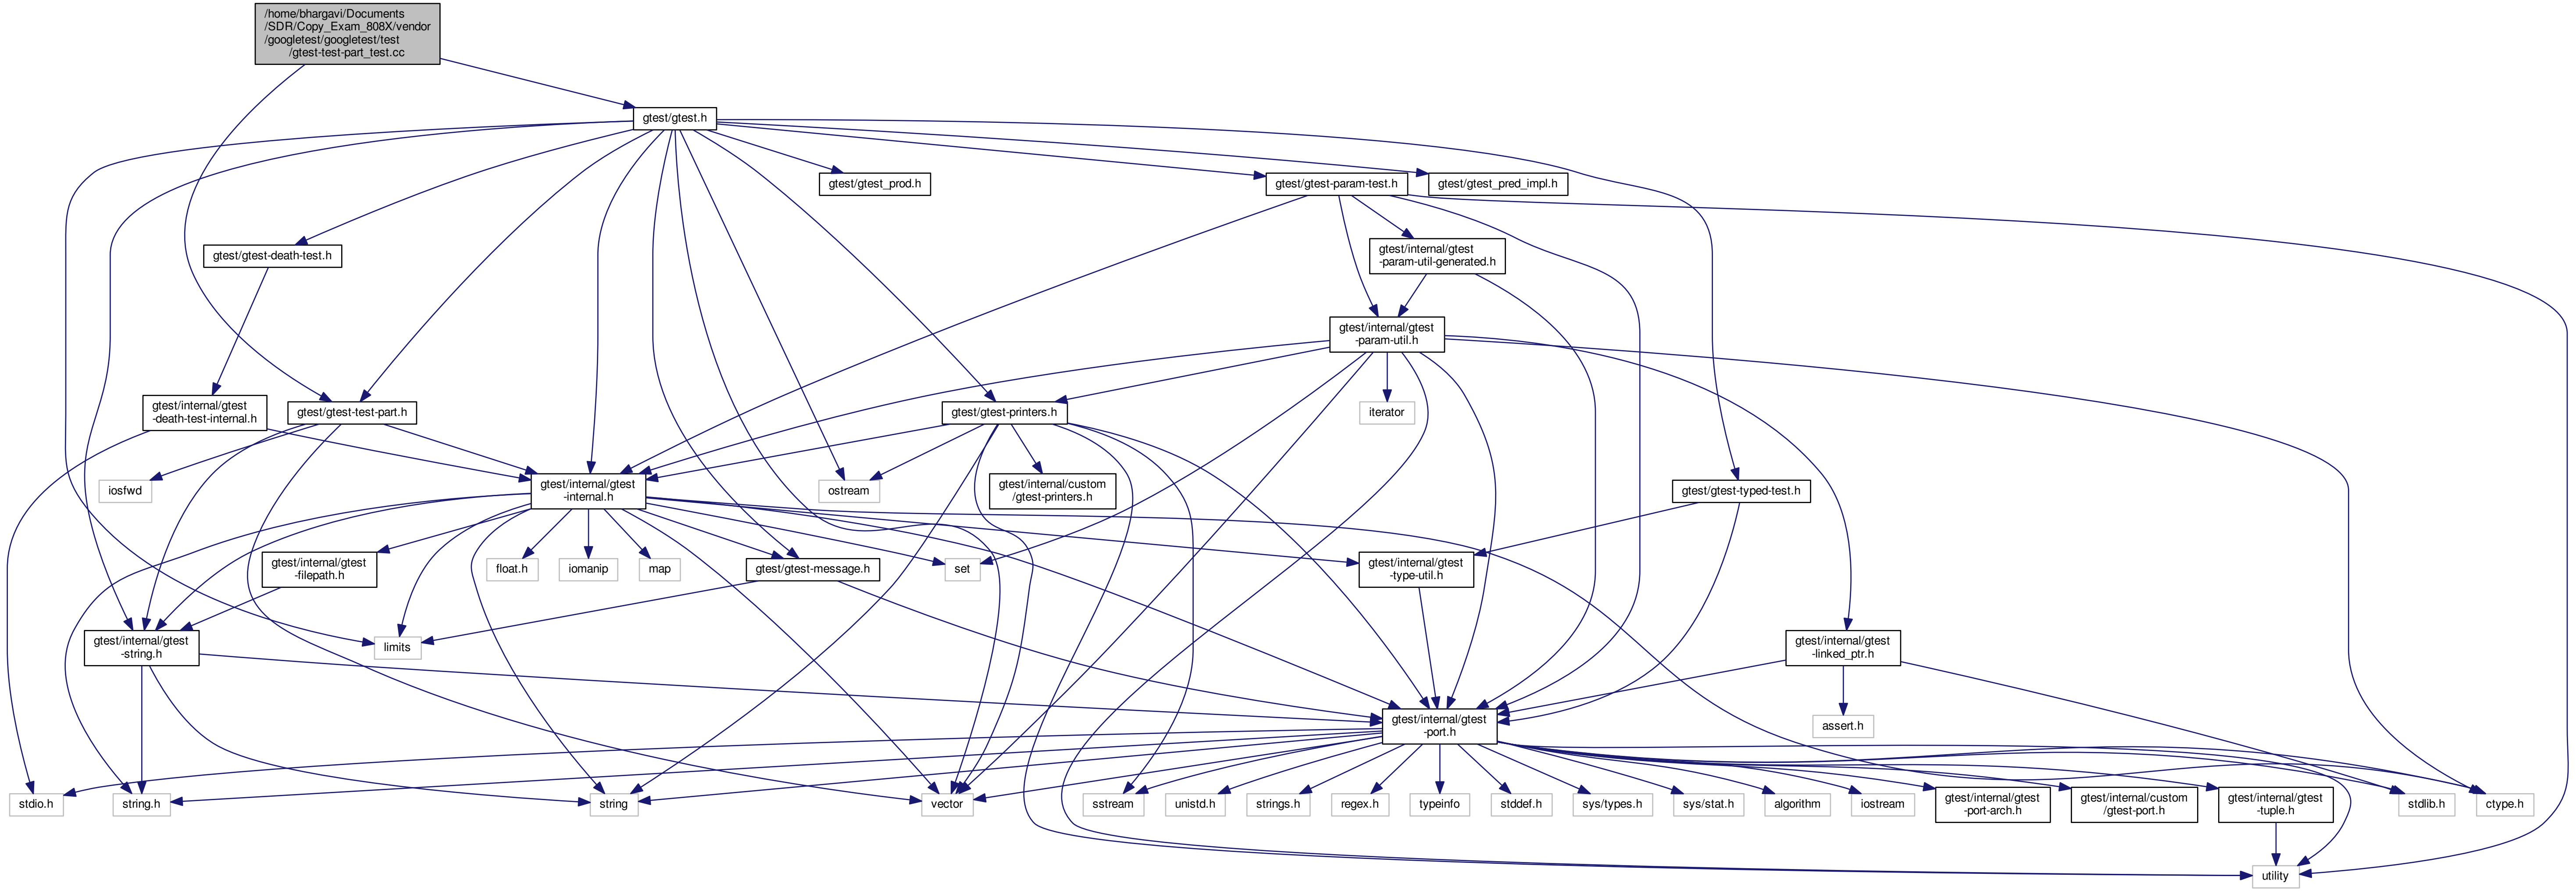 /home/bhargavi/Documents
/SDR/Copy_Exam_808X/vendor
/googletest/googletest/test
/gtest-test-part_test.cc
gtest/gtest.h
gtest/gtest_prod.h
gtest/gtest-param-test.h
gtest/gtest_pred_impl.h
gtest/gtest-death-test.h
gtest/internal/gtest
-param-util-generated.h
gtest/internal/gtest
-param-util.h
gtest/internal/gtest
-death-test-internal.h
gtest/gtest-test-part.h
gtest/gtest-printers.h
iterator
iosfwd
gtest/internal/gtest
-internal.h
ostream
gtest/internal/custom
/gtest-printers.h
gtest/gtest-typed-test.h
gtest/internal/gtest
-filepath.h
float.h
iomanip
map
gtest/gtest-message.h
set
gtest/internal/gtest
-type-util.h
gtest/internal/gtest
-string.h
limits
gtest/internal/gtest
-linked_ptr.h
gtest/internal/gtest
-port.h
assert.h
stdio.h
string.h
string
vector
sstream
unistd.h
strings.h
regex.h
typeinfo
stddef.h
sys/types.h
sys/stat.h
algorithm
iostream
gtest/internal/gtest
-port-arch.h
gtest/internal/custom
/gtest-port.h
gtest/internal/gtest
-tuple.h
stdlib.h
ctype.h
utility